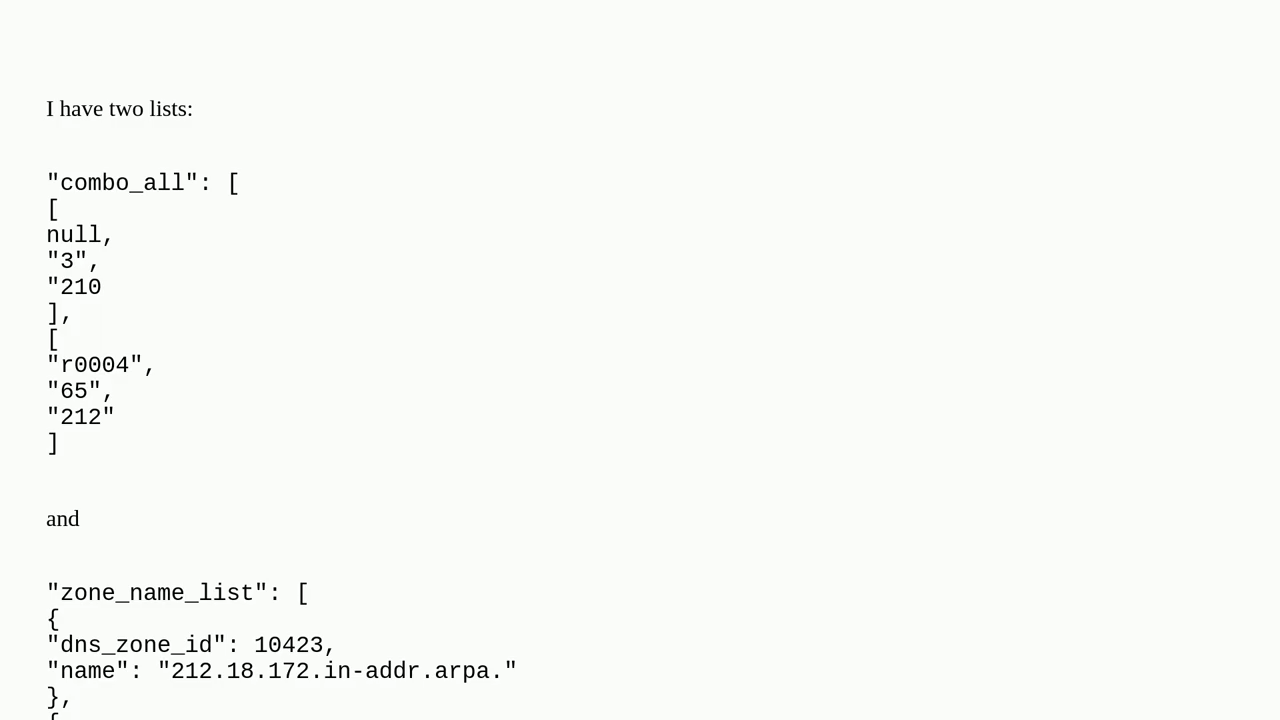 I have two lists:
"combo_all": [
[
null,
"3",
"210
],
[
"r0004",
"65",
"212"
]
and
"zone_name_list": [
{
"dns_zone_id": 10423,
"name": "212.18.172.in-addr.arpa."
},
{